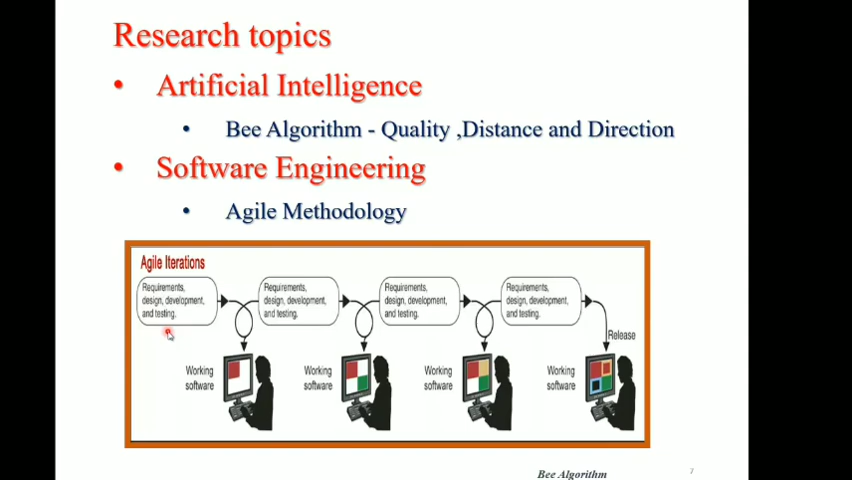 Research topics
• Artificial Intelligence
• Bee Algorithm - Quality ,Distance and Direction
• Software Engineering
• Agile Methodology
Agile Iterations
Requirements,
design, development,
and testing.
Requirements,
design, development,
and testing.
Requirements,
design, development,
and testing.
Requirements,
design, development,
and testing.
Release
Working
software
Working
software
Working
software
Working
software
Bee Algorithm
7